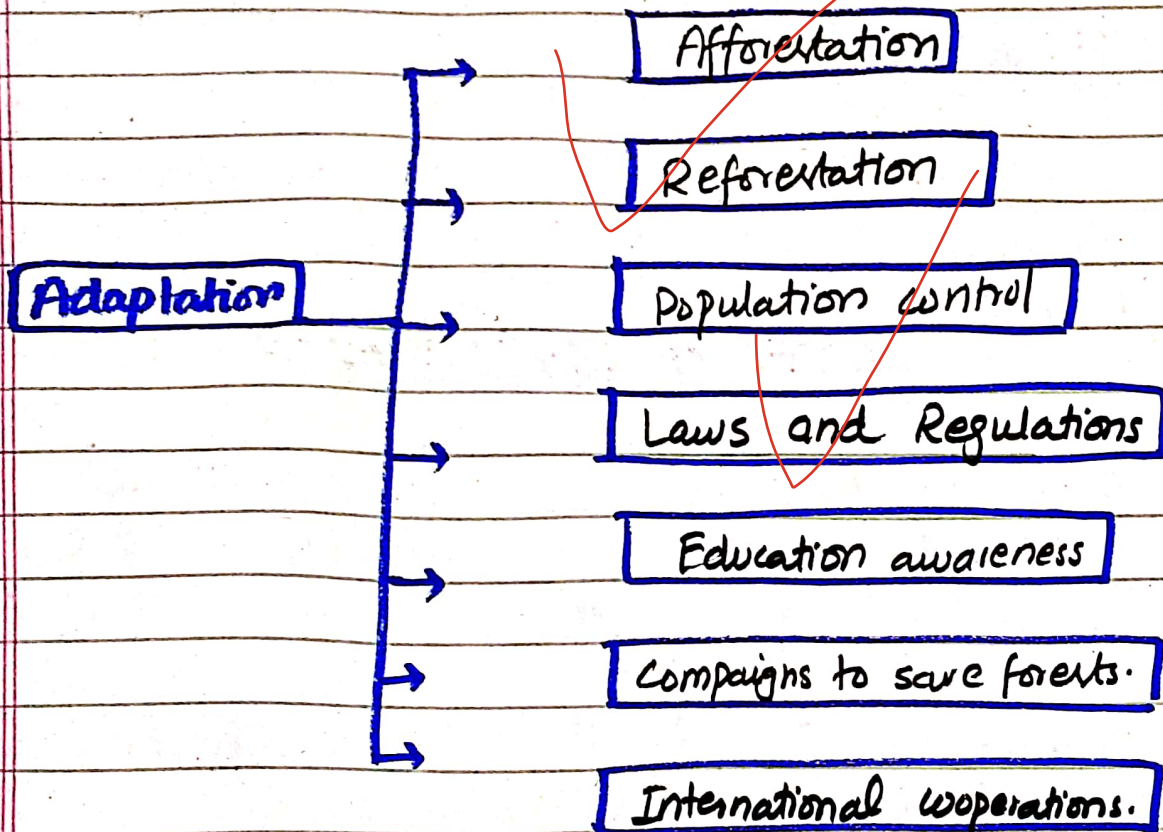 Afforestation
Reforestation
Adaptation
Population control
Laws and Regulations
Education awareness
Compaigns to save forests.
International cooperations.